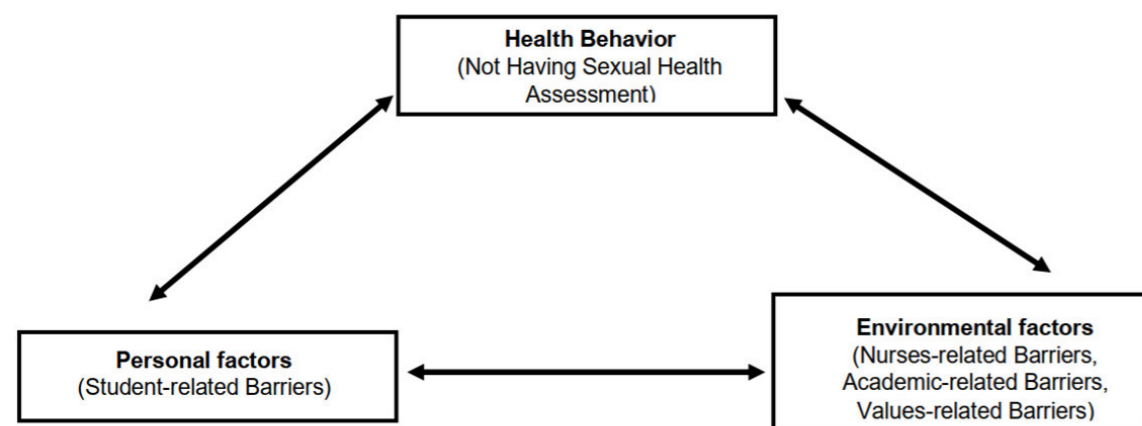 Health Behavior
(Not Having Sexual Health
Assessment)
Personal factors
(Student-related Barriers)
Environmental factors
(Nurses-related Barriers,
Academic-related Barriers,
Values-related Barriers)